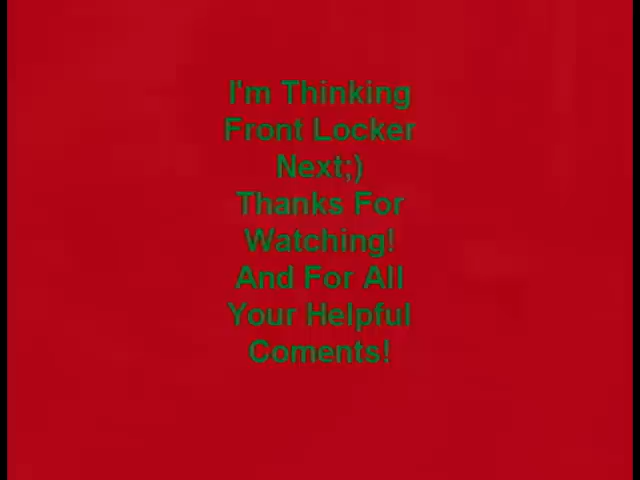 I'm Thinking
Front Locker
Next;)
Thanks For
Watching!
And For All
Your Helpful
Coments!